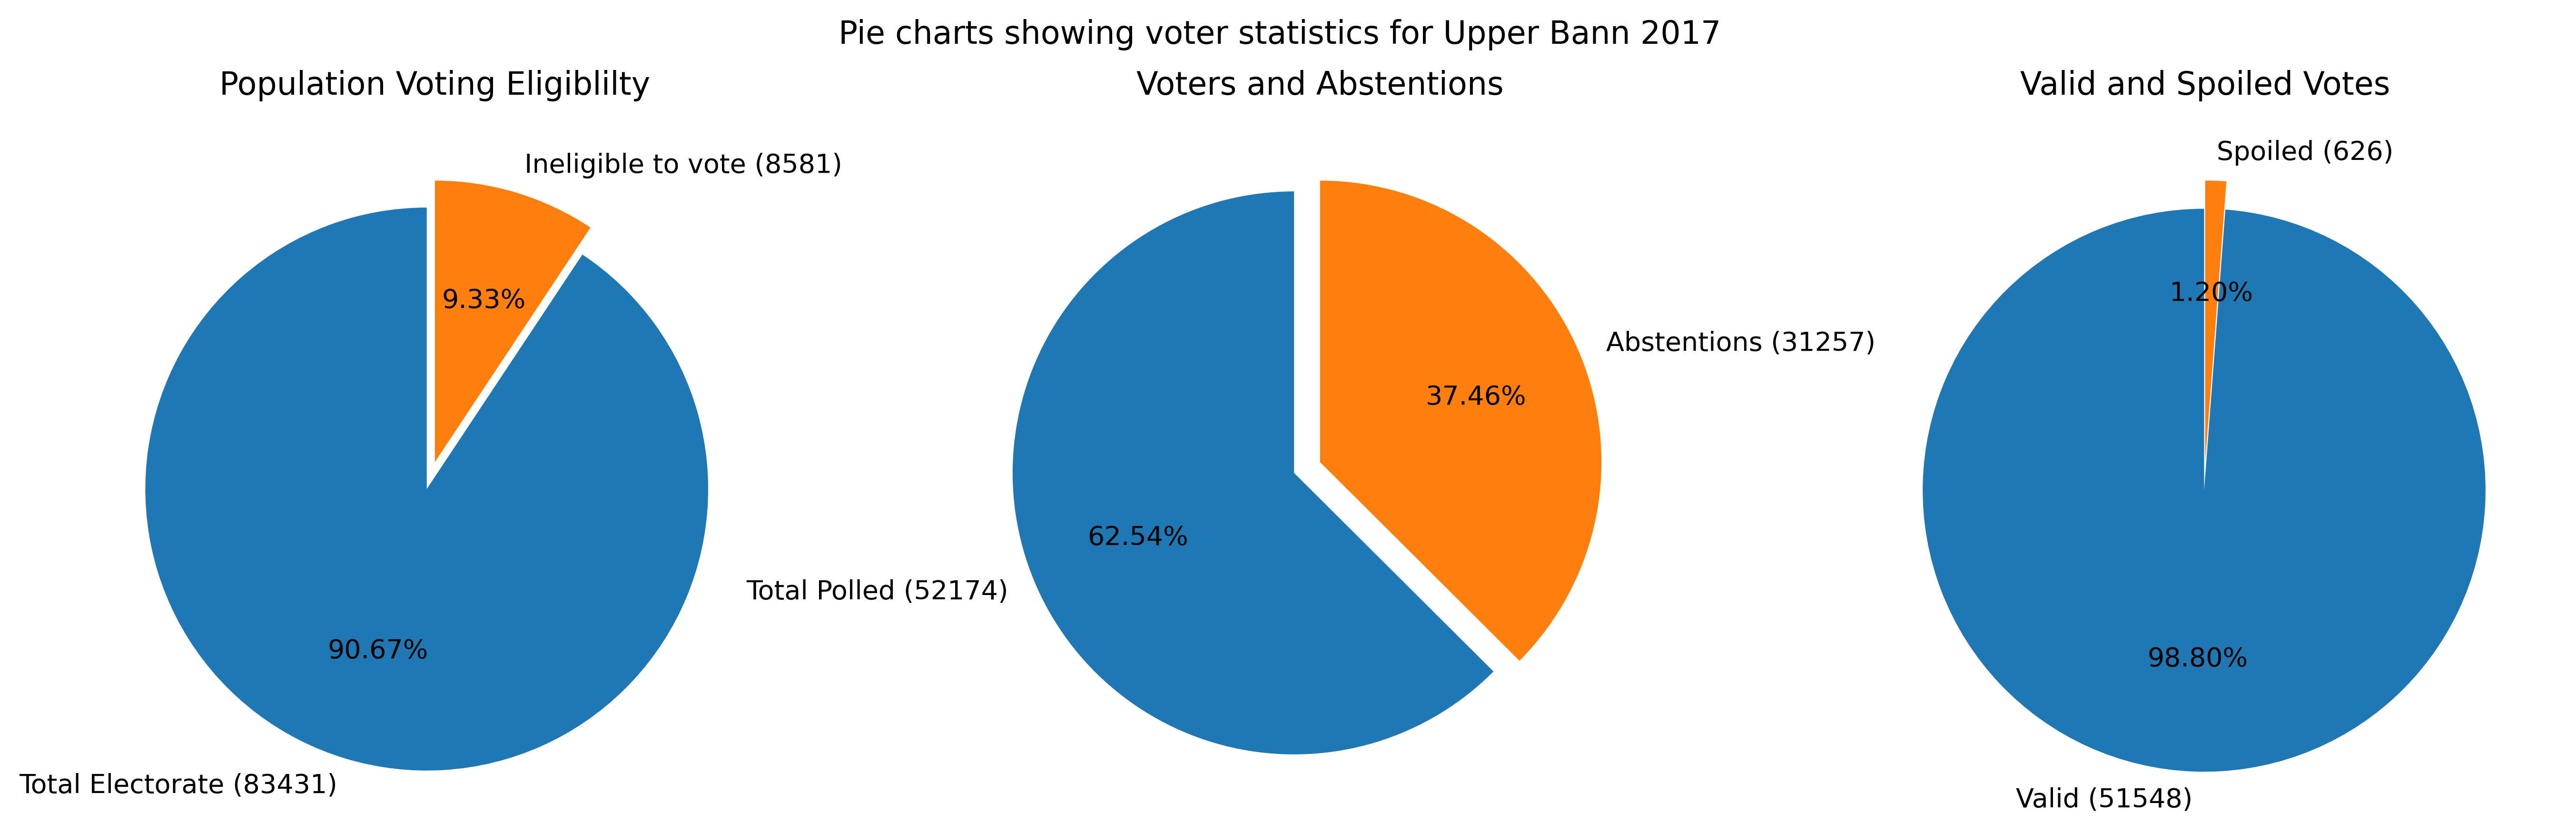 Pie charts showing voter statistics for Upper Bann 2017
Population Voting Eligiblilty
Ineligible to vote (8581)
9.33%
90.67%
Total Electorate (83431)
Voters and Abstentions
Abstentions (31257)
37.46%
62.54%
Total Polled (52174)
Valid and Spoiled Votes
Spoiled (626)
1.20%
98.80%
Valid (51548)